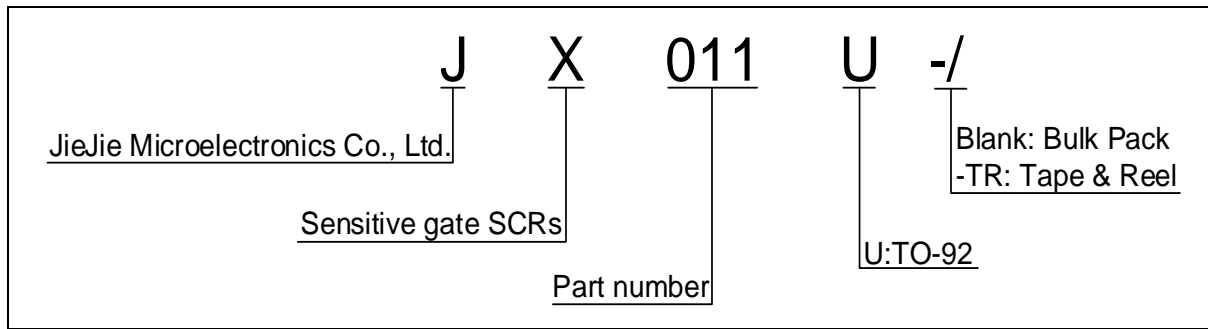 J X 011 U -/
JieJie Microelectronics Co., Ltd.
Blank: Bulk Pack
-TR: Tape & Reel
Sensitive gate SCRs
U:TO-92
Part number